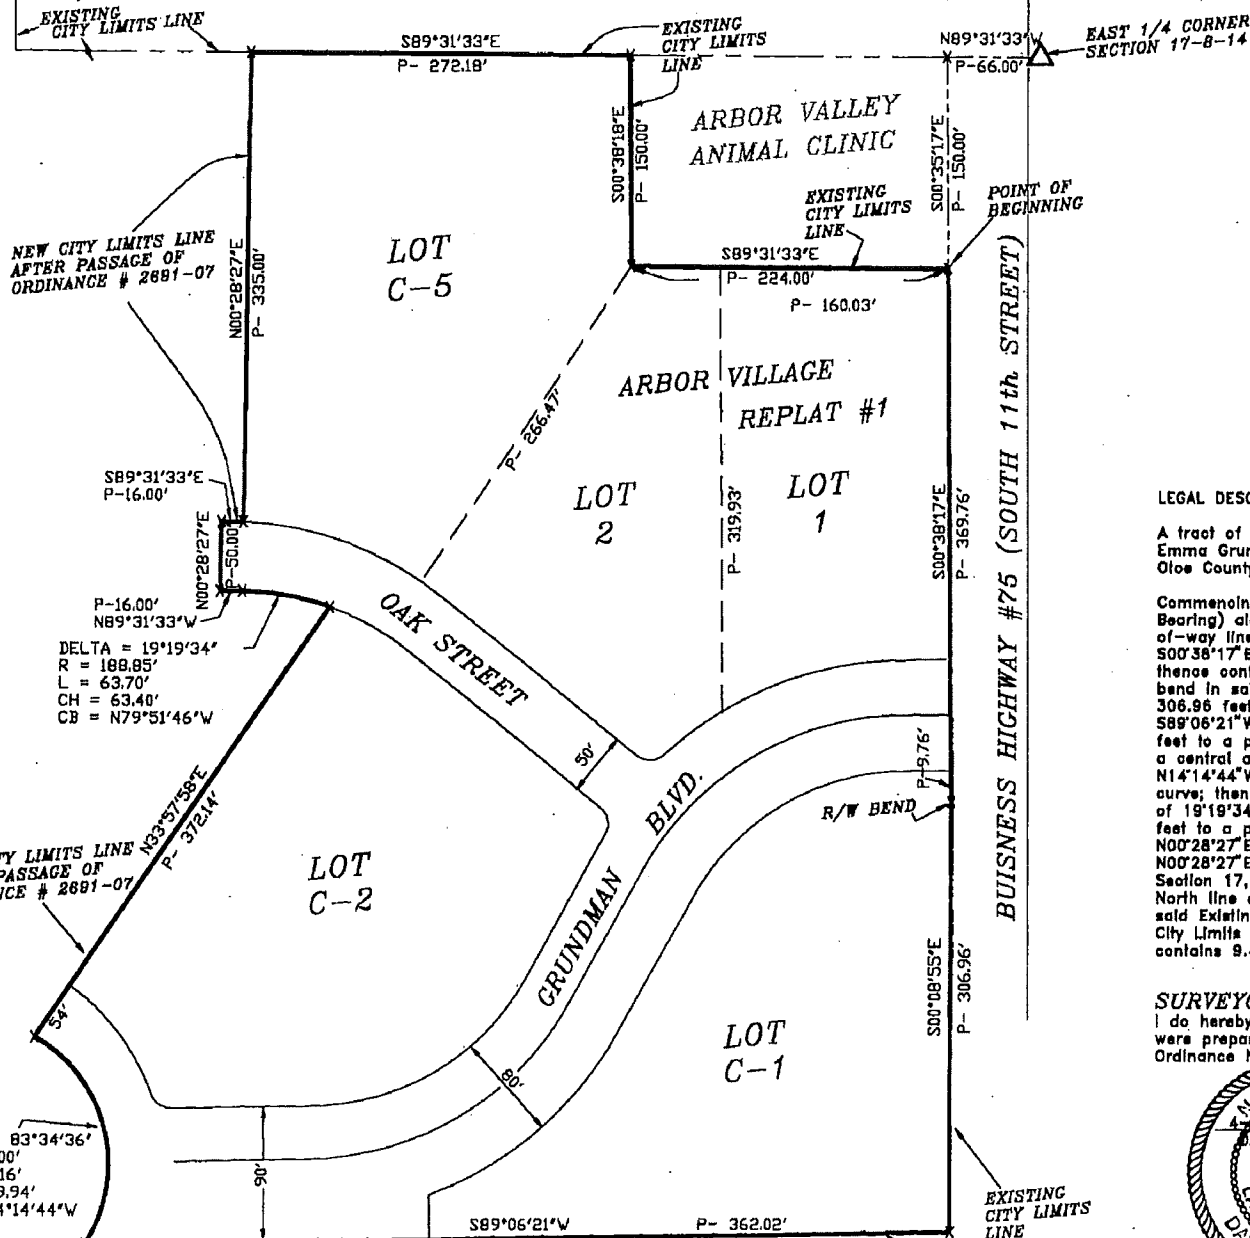 EXISTING
CITY LIMITS LINE
S89°31'33"E
P- 272.18'
EXISTING
CITY LIMITS
LINE
N89°31'33"W
P-66.00'
EAST 1/4 CORNER
SECTION 17-8-14
S00°38'18"E
P- 150.00'
ARBOR VALLEY
ANIMAL CLINIC
S00°35'17"E
P- 150.00'
EXISTING
CITY LIMITS
LINE
POINT OF
BEGINNING
NEW CITY LIMITS LINE
AFTER PASSAGE OF
ORDINANCE # 2691-07
N00°28'27"E
P- 335.00'
LOT
C-5
S89°31'33"E
P- 224.00'
P- 160.03'
ARBOR VILLAGE
REPLAT #1
P- 266.47'
LOT
2
P- 319.93'
LOT
1
S00°38'17"E
P- 369.76'
BUISNESS HIGHWAY #75 (SOUTH 11th STREET)
S89°31'33"E
P-16.00'
N00°28'27"E
P-50.00'
P-16.00'
N89°31'33"W
DELTA = 19°19'34"
R = 188.85'
L = 63.70'
CH = 63.40'
CB = N79°51'46"W
OAK STREET
50'
GRUNDMAN BLVD.
P-9.76'
R/W BEND
N33°57'58"E
P- 372.14'
TY LIMITS LINE
PASSAGE OF
NCE # 2691-07
LOT
C-2
54'
80'
LOT
C-1
S00°08'55"E
P- 306.96'
83°34'36"
00'
16'
3.94'
4°14'44"W
90'
S89°06'21"W
P- 362.02'
EXISTING
CITY LIMITS
LINE
LEGAL DESC
A tract of
Emma Grun
Otoe County
Commencin
Bearing) al
of-way line
S00°38'17"E
thence cont
bend in sai
306.96 feet
S89°06'21"W
feet to a p
a central a
N14°14'44"W
curve; then
of 19°19'34
feet to a p
N00°28'27"E
N00°28'27"E
Section 17,
North line o
said Existin
City Limits
contains 9.
SURVEYO
I do hereby
were prepar
Ordinance N